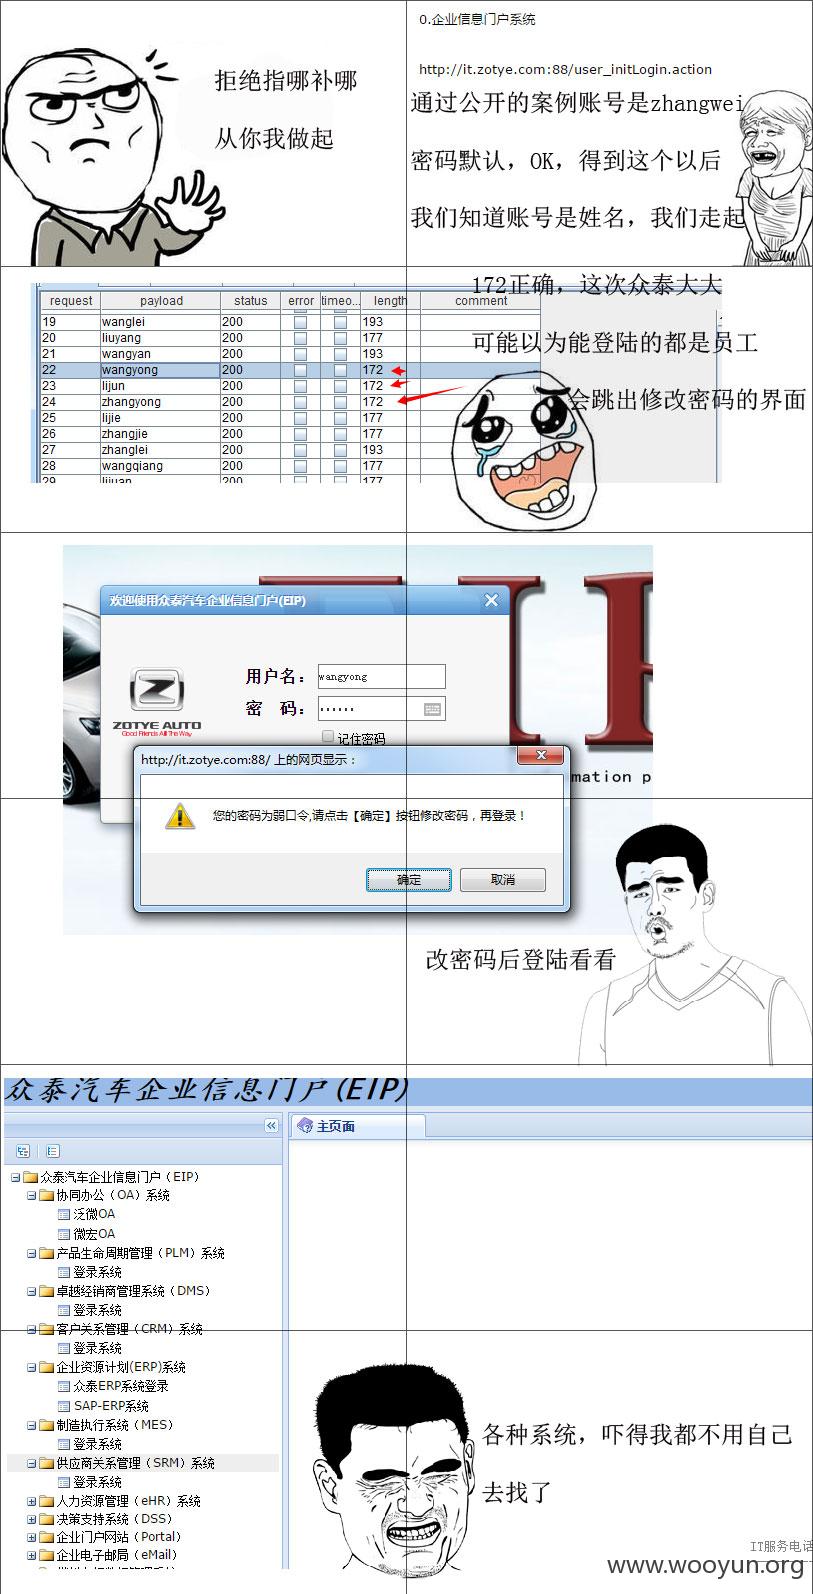 拒绝指哪补哪
从你我做起
0.企业信息门户系统
http://it.zotye.com:88/user_initLogin.action
通过公开的案例账号是zhangwei
密码默认，OK，得到这个以后
我们知道账号是姓名，我们走起
172正确，这次众泰大大
可能以为能登陆的都是员工
会跳出修改密码的界面
request payload status error timeo... length comment
19 wanglei 200 193
20 liuyang 200 177
21 wangyan 200 193
22 wangyong 200 172
23 lijun 200 172
24 zhangyong 200 172
25 lijie 200 177
26 zhangjie 200 177
27 zhanglei 200 193
28 wangqiang 200 177
29 lijuan 200 177
欢迎使用众泰汽车企业信息门户(EIP)
用户名：wangyong
密 码：······
记住密码
ZOTYE AUTO
Good Friends All The Way
mation p
http://it.zotye.com:88/ 上的网页显示：
您的密码为弱口令,请点击【确定】按钮修改密码，再登录！
确定 取消
改密码后登陆看看
众泰汽车企业信息门户(EIP)
主页面
众泰汽车企业信息门户（EIP）
协同办公（OA）系统
泛微OA
微宏OA
产品生命周期管理（PLM）系统
登录系统
卓越经销商管理系统（DMS）
登录系统
客户关系管理（CRM）系统
登录系统
企业资源计划(ERP)系统
众泰ERP系统登录
SAP-ERP系统
制造执行系统（MES）
登录系统
供应商关系管理（SRM）系统
登录系统
人力资源管理（eHR）系统
决策支持系统（DSS）
企业门户网站（Portal）
企业电子邮局（eMail）
各种系统，吓得我都不用自己
去找了
IT服务电话
www.wooyun.org